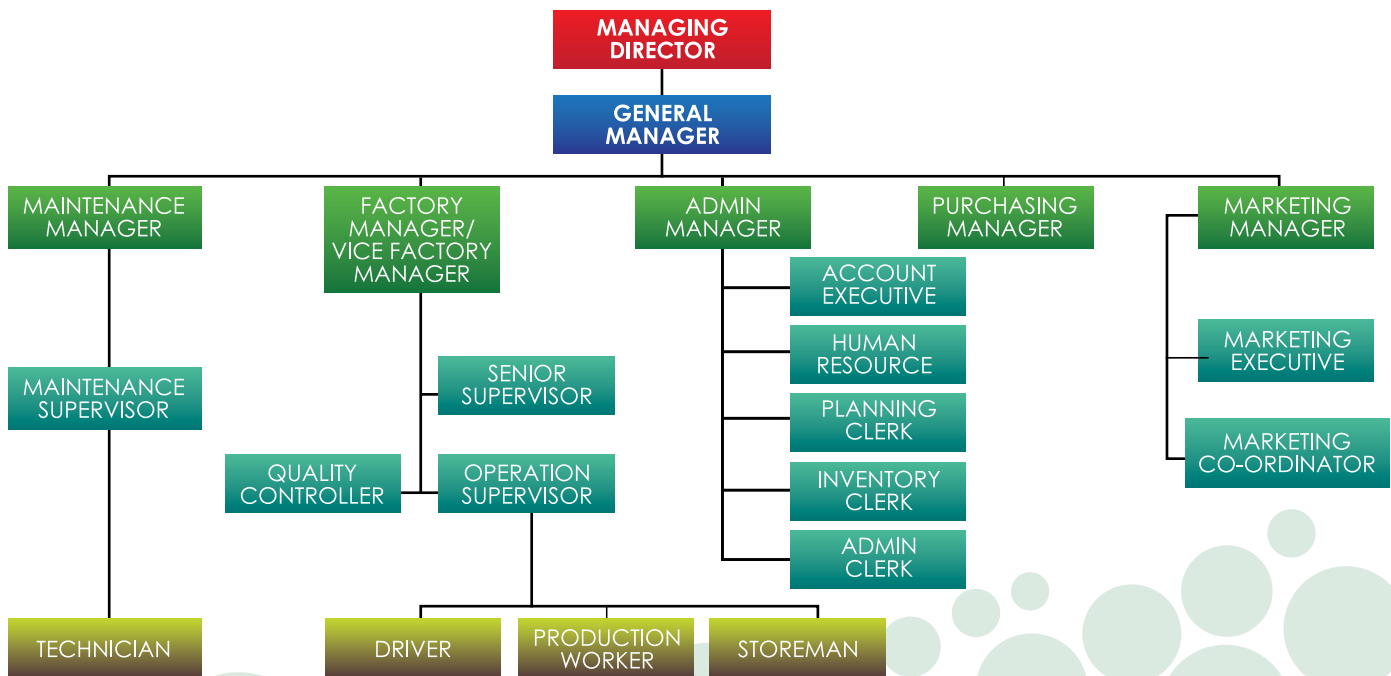 MANAGING
DIRECTOR
GENERAL
MANAGER
MAINTENANCE
MANAGER
FACTORY
MANAGER/
VICE FACTORY
MANAGER
ADMIN
MANAGER
PURCHASING
MANAGER
MARKETING
MANAGER
ACCOUNT
EXECUTIVE
HUMAN
RESOURCE
MARKETING
EXECUTIVE
MAINTENANCE
SUPERVISOR
SENIOR
SUPERVISOR
PLANNING
CLERK
MARKETING
CO-ORDINATOR
QUALITY
CONTROLLER
OPERATION
SUPERVISOR
INVENTORY
CLERK
ADMIN
CLERK
TECHNICIAN
DRIVER
PRODUCTION
WORKER
STOREMAN